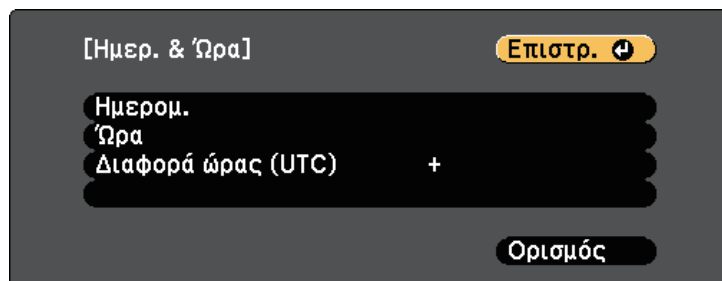 [Ημερ. & Ώρα]
Επιστρ.
Ημερομ.
Ώρα
Διαφορά ώρας (UTC) +
Ορισμός